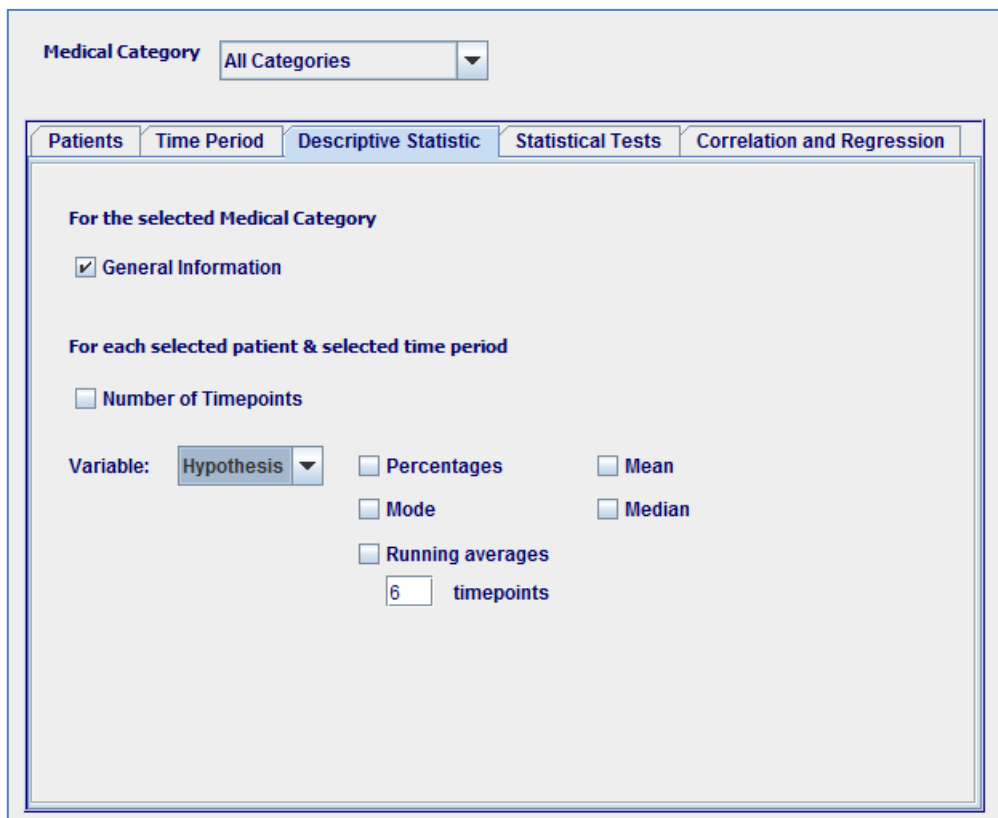 Medical Category All Categories
Patients Time Period Descriptive Statistic Statistical Tests Correlation and Regression
For the selected Medical Category
General Information
For each selected patient & selected time period
Number of Timepoints
Variable: Hypothesis Percentages Mean
Mode Median
Running averages
6 timepoints